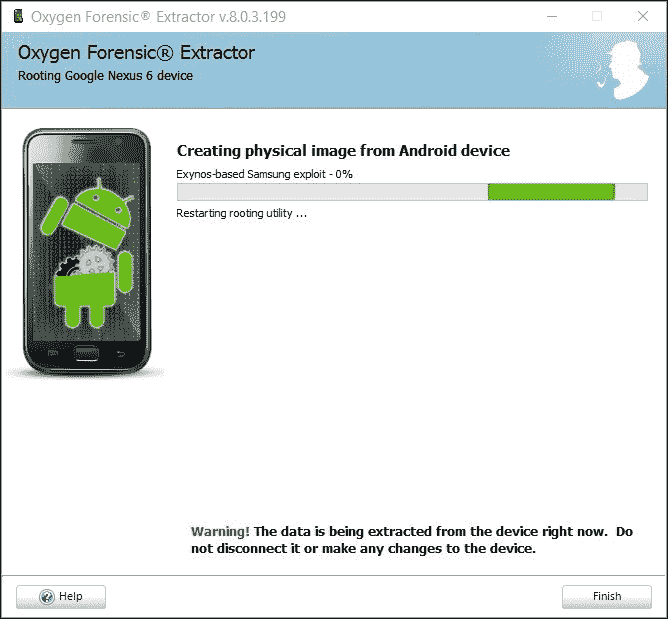 Oxygen Forensic® Extractor v.8.0.3.199
Oxygen Forensic® Extractor
Rooting Google Nexus 6 device
Creating physical image from Android device
Exynos-based Samsung exploit - 0%
Restarting rooting utility ...
Warning! The data is being extracted from the device right now. Do
not disconnect it or make any changes to the device.
Help
Finish